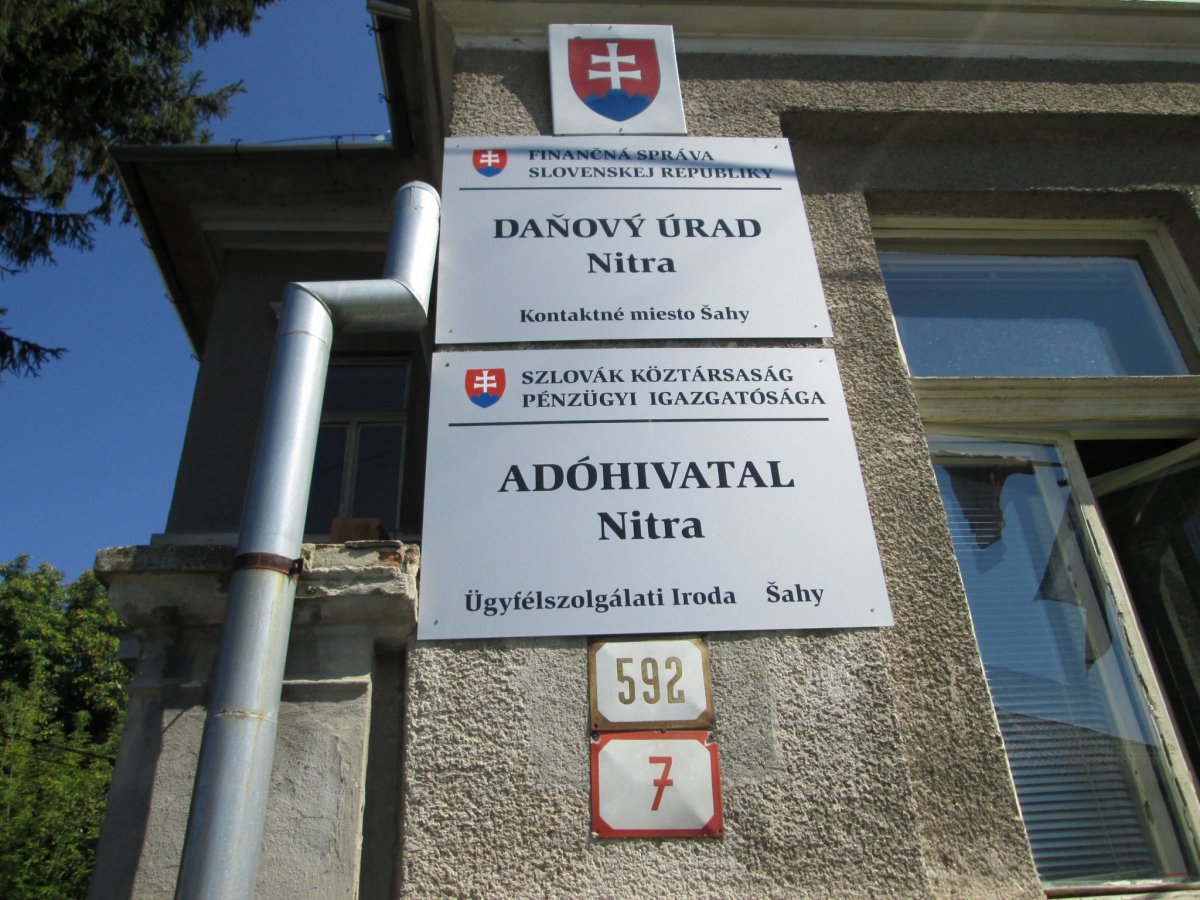 FINANČNÁ SPRÁVA
SLOVENSKEJ REPUBLIKY
DAŇOVÝ ÚRAD
Nitra
Kontaktné miesto Šahy
SZLOVÁK KÖZTÁRSASÁG
PÉNZÜGYI IGAZGATÓSÁGA
ADÓHIVATAL
Nitra
Ügyfélszolgálati Iroda Šahy
592
7